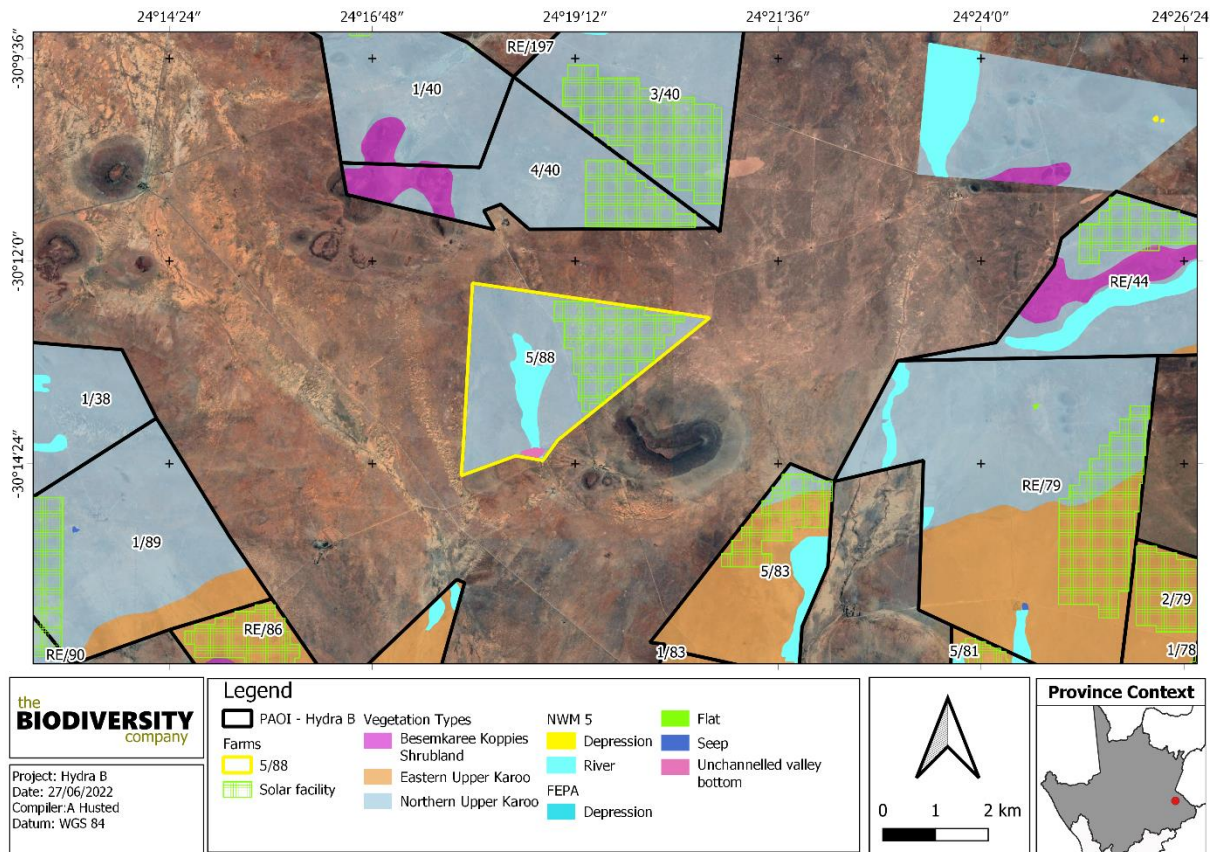 24°14'24"
24°16'48"
24°19'12"
24°21'36"
24°24'0"
24°26'24"
-30°9'36"
-30°12'0"
-30°14'24"
RE/197
1/40
3/40
4/40
RE/44
5/88
1/38
RE/79
1/89
5/83
2/79
RE/86
RE/90
1/83
5/81
1/78
the
BIODIVERSITY
company
Project: Hydra B
Date: 27/06/2022
Compiler:A Husted
Datum: WGS 84
Legend
PAOI - Hydra B
Farms
5/88
Solar facility
Vegetation Types
Besemkaree Koppies
Shrubland
Eastern Upper Karoo
Northern Upper Karoo
NWM 5
Depression
River
FEPA
Depression
Flat
Seep
Unchannelled valley
bottom
0 1 2 km
Province Context